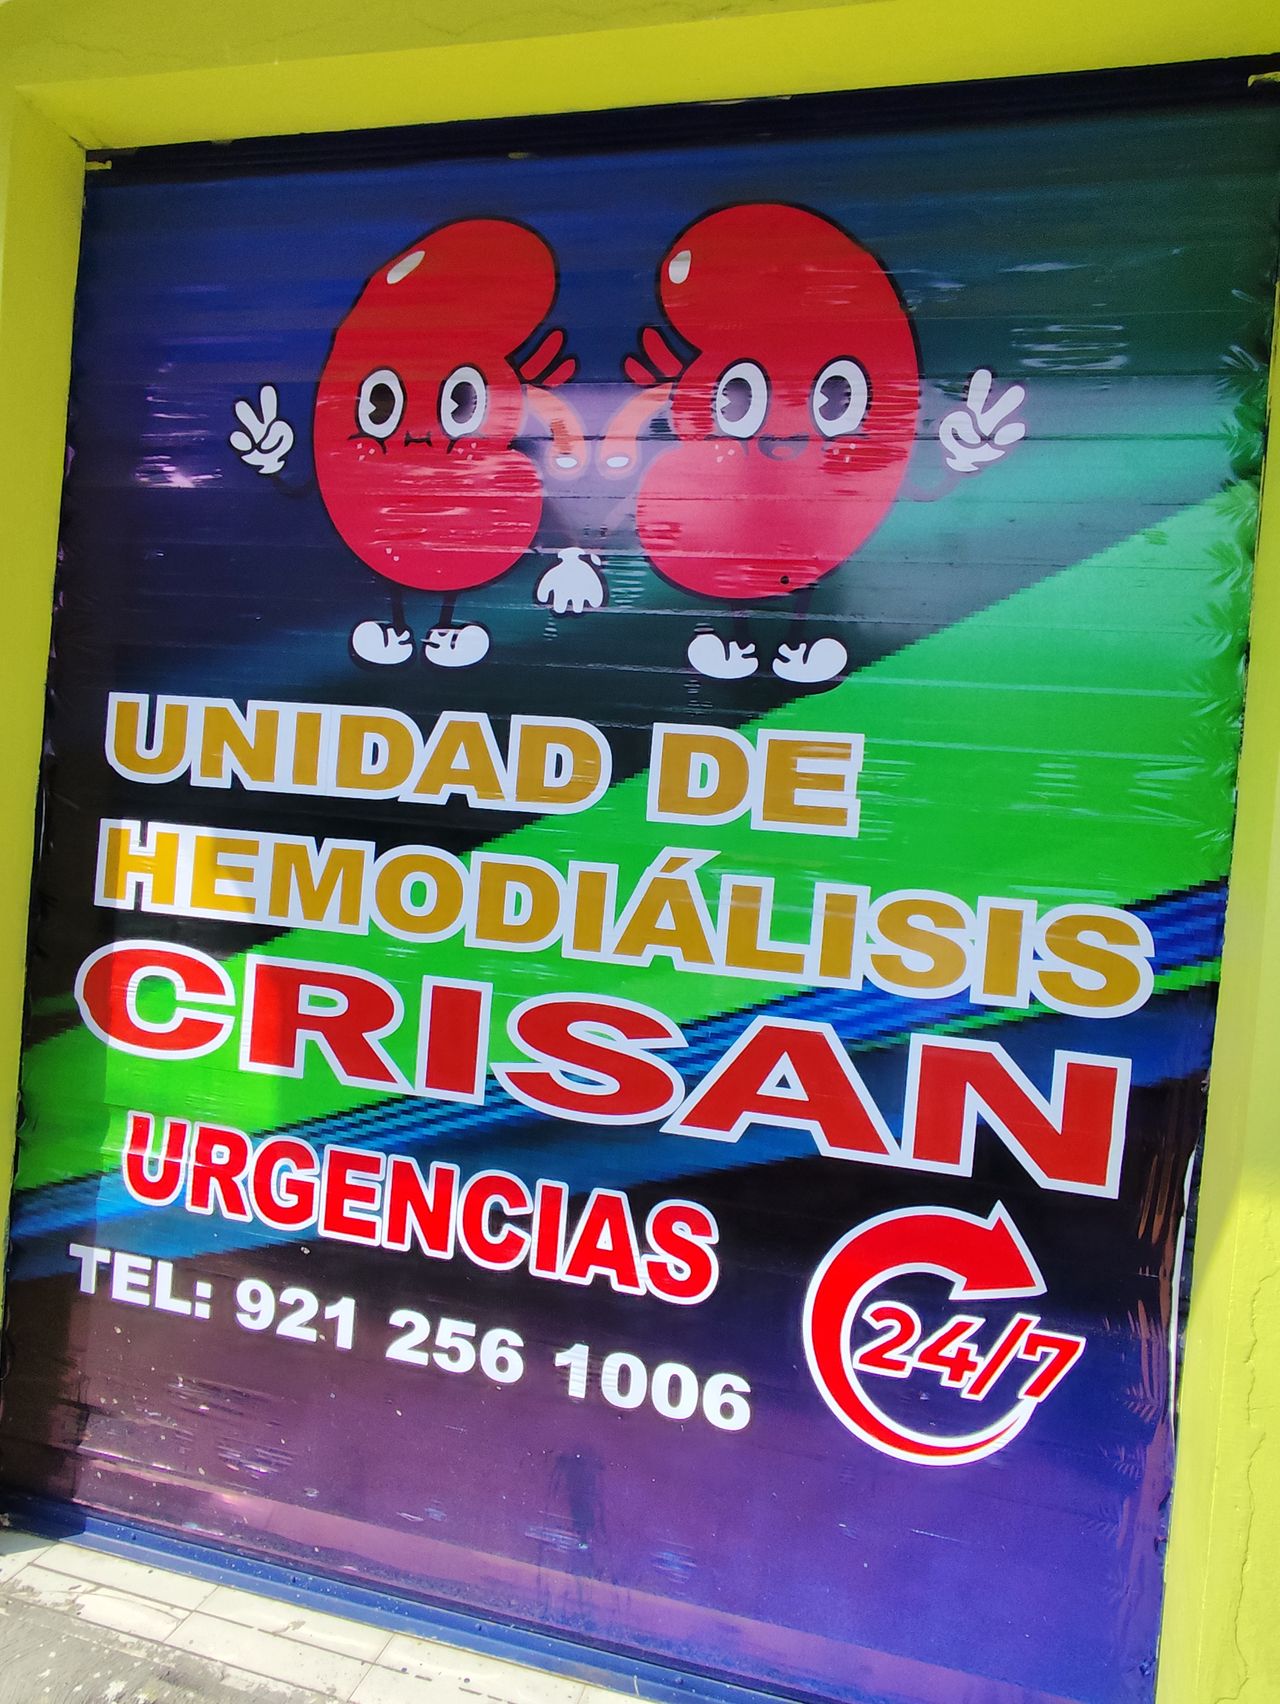 UNIDAD DE
HEMODIÁLISIS
CRISAN
URGENCIAS
TEL: 921 256 1006
24/7